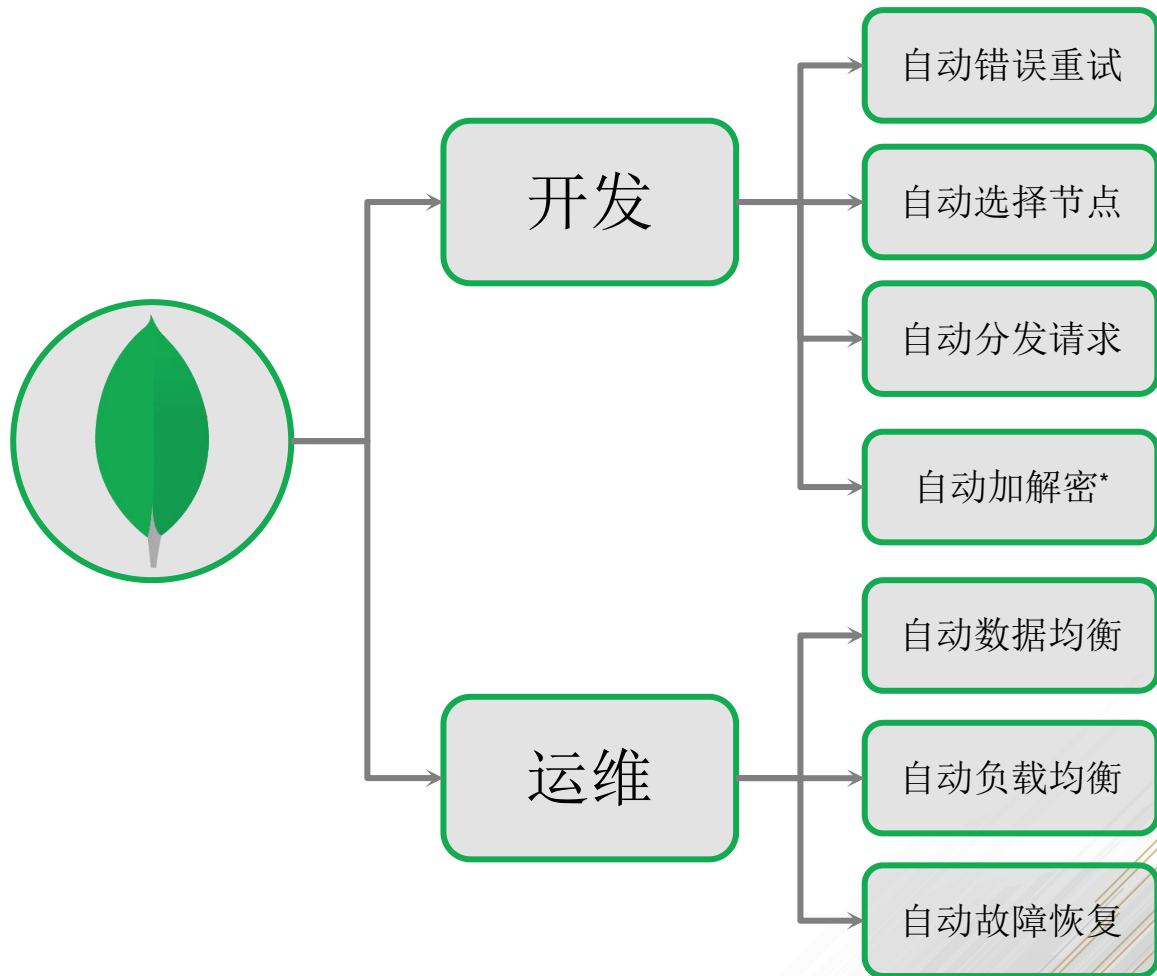 开发
自动错误重试
自动选择节点
自动分发请求
自动加解密*
运维
自动数据均衡
自动负载均衡
自动故障恢复